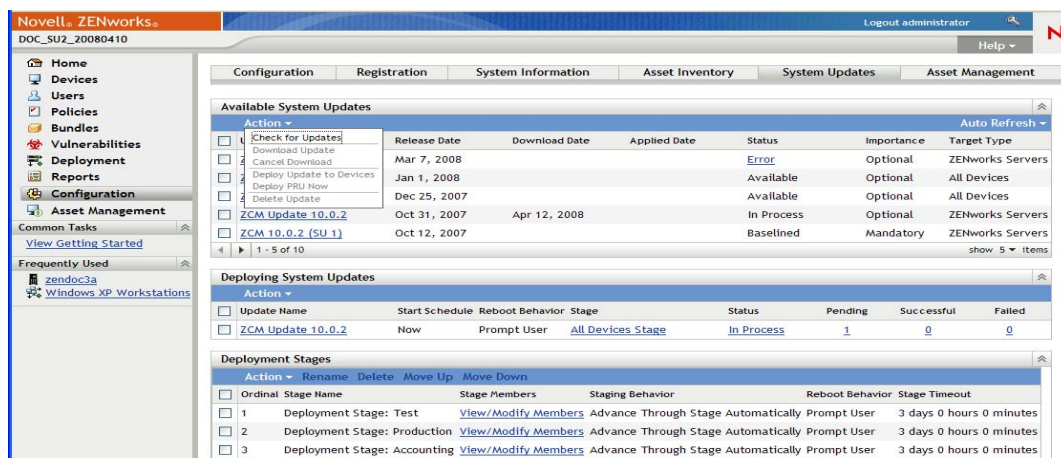 Novell® ZENworks®
Logout administrator
DOC_SU2_20080410
Help
N
Home
Devices
Users
Policies
Bundles
Vulnerabilities
Deployment
Reports
Configuration
Asset Management
Common Tasks
View Getting Started
Frequently Used
zendoc3a
Windows XP Workstations
Configuration Registration System Information Asset Inventory System Updates Asset Management
Available System Updates
Action Auto Refresh
Check for Updates
Download Update
Cancel Download
Deploy Update to Devices
Deploy PRU Now
Delete Update
Release Date Download Date Applied Date Status Importance Target Type
Mar 7, 2008 Error Optional ZENworks Servers
Jan 1, 2008 Available Optional All Devices
Dec 25, 2007 Available Optional All Devices
ZCM Update 10.0.2 Oct 31, 2007 Apr 12, 2008 In Process Optional ZENworks Servers
ZCM 10.0.2 (SU 1) Oct 12, 2007 Baselined Mandatory ZENworks Servers
1 - 5 of 10 show 5 items
Deploying System Updates
Action
Update Name Start Schedule Reboot Behavior Stage Status Pending Successful Failed
ZCM Update 10.0.2 Now Prompt User All Devices Stage In Process 1 0 0
Deployment Stages
Action Rename Delete Move Up Move Down
Ordinal Stage Name Stage Members Staging Behavior Reboot Behavior Stage Timeout
1 Deployment Stage: Test View/Modify Members Advance Through Stage Automatically Prompt User 3 days 0 hours 0 minutes
2 Deployment Stage: Production View/Modify Members Advance Through Stage Automatically Prompt User 3 days 0 hours 0 minutes
3 Deployment Stage: Accounting View/Modify Members Advance Through Stage Automatically Prompt User 3 days 0 hours 0 minutes